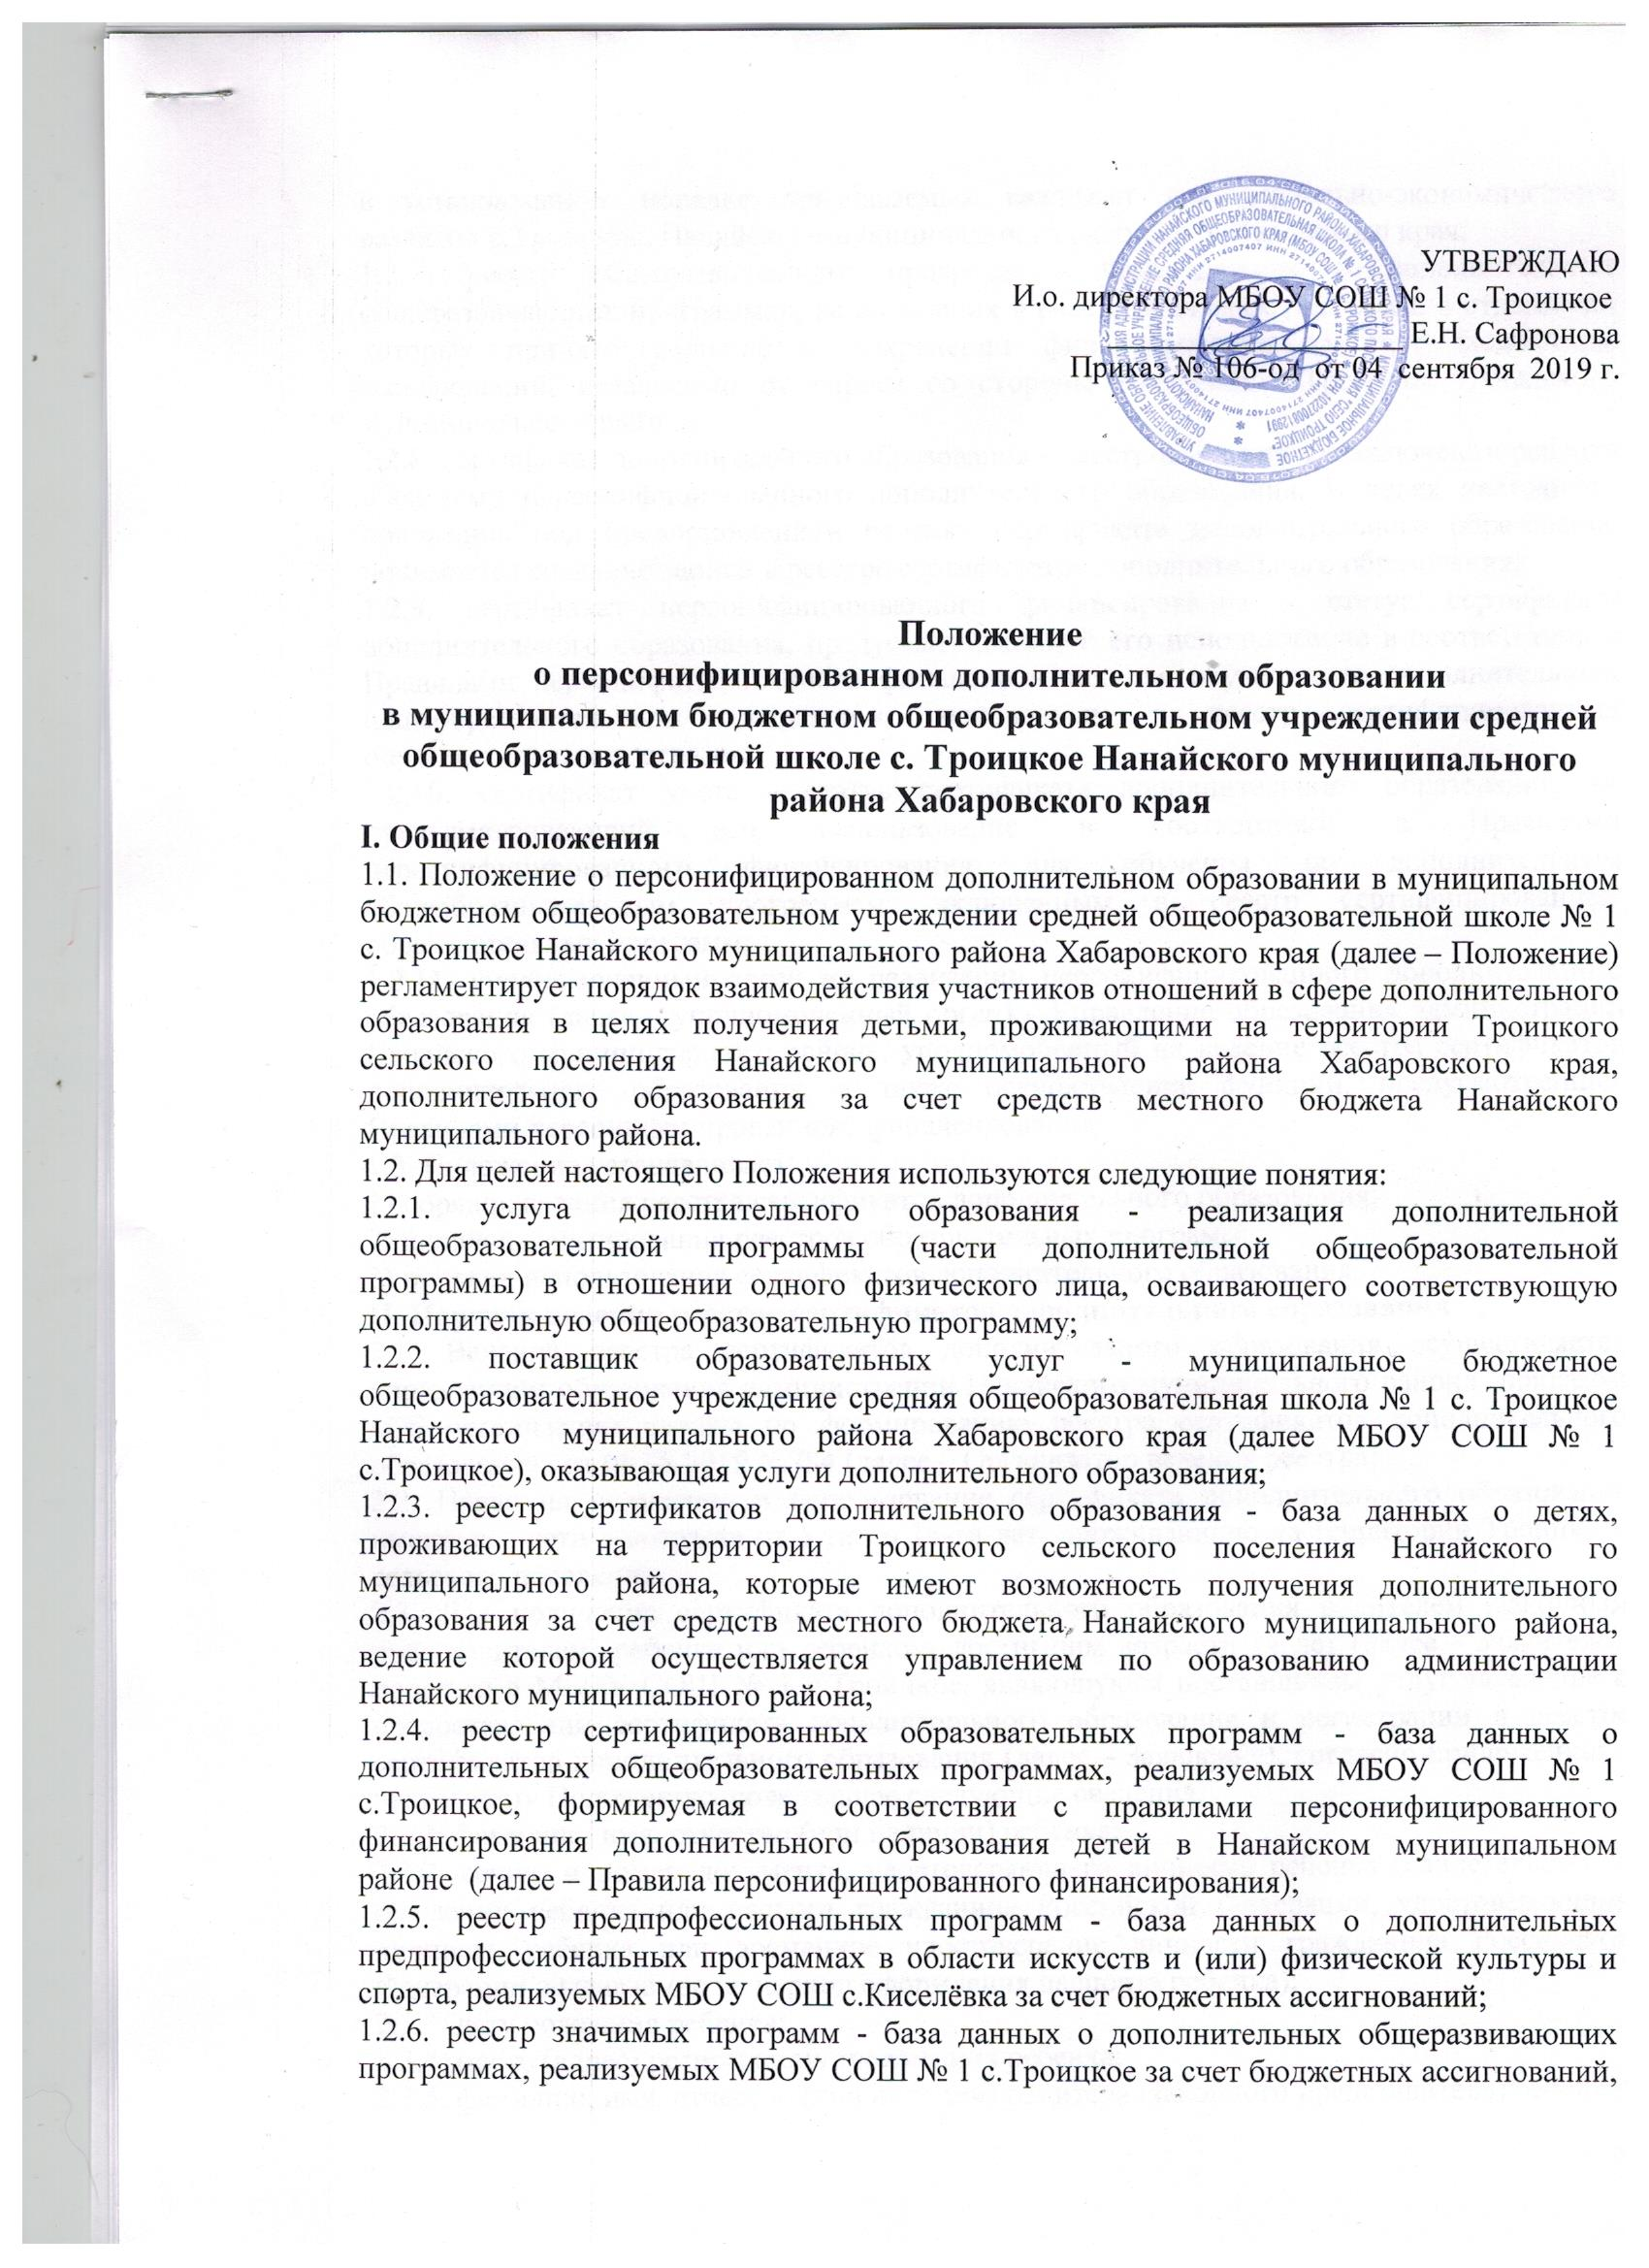 УТВЕРЖДАЮ
И.о. директора МБОУ СОШ № 1 с. Троицкое
Е.Н. Сафронова
Приказ № 106-од от 04 сентября 2019 г.
Положение
о персонифицированном дополнительном образовании
в муниципальном бюджетном общеобразовательном учреждении средней
общеобразовательной школе с. Троицкое Нанайского муниципального
района Хабаровского края
I. Общие положения
1.1. Положение о персонифицированном дополнительном образовании в муниципальном
бюджетном общеобразовательном учреждении средней общеобразовательной школе № 1
с. Троицкое Нанайского муниципального района Хабаровского края (далее – Положение)
регламентирует порядок взаимодействия участников отношений в сфере дополнительного
образования в целях получения детьми, проживающими на территории Троицкого
сельского поселения Нанайского муниципального района Хабаровского края,
дополнительного образования за счет средств местного бюджета Нанайского
муниципального района.
1.2. Для целей настоящего Положения используются следующие понятия:
1.2.1. услуга дополнительного образования - реализация дополнительной
общеобразовательной программы (части дополнительной общеобразовательной
программы) в отношении одного физического лица, осваивающего соответствующую
дополнительную общеобразовательную программу;
1.2.2. поставщик образовательных услуг - муниципальное бюджетное
общеобразовательное учреждение средняя общеобразовательная школа № 1 с. Троицкое
Нанайского муниципального района Хабаровского края (далее МБОУ СОШ № 1
с.Троицкое), оказывающая услуги дополнительного образования;
1.2.3. реестр сертификатов дополнительного образования - база данных о детях,
проживающих на территории Троицкого сельского поселения Нанайского го
муниципального района, которые имеют возможность получения дополнительного
образования за счет средств местного бюджета Нанайского муниципального района,
ведение которой осуществляется управлением по образованию администрации
Нанайского муниципального района;
1.2.4. реестр сертифицированных образовательных программ - база данных о
дополнительных общеобразовательных программах, реализуемых МБОУ СОШ № 1
с.Троицкое, формируемая в соответствии с правилами персонифицированного
финансирования дополнительного образования детей в Нанайском муниципальном
районе (далее – Правила персонифицированного финансирования);
1.2.5. реестр предпрофессиональных программ - база данных о дополнительных
предпрофессиональных программах в области искусств и (или) физической культуры и
спорта, реализуемых МБОУ СОШ с.Киселёвка за счет бюджетных ассигнований;
1.2.6. реестр значимых программ - база данных о дополнительных общеразвивающих
программах, реализуемых МБОУ СОШ № 1 с.Троицкое за счет бюджетных ассигнований,